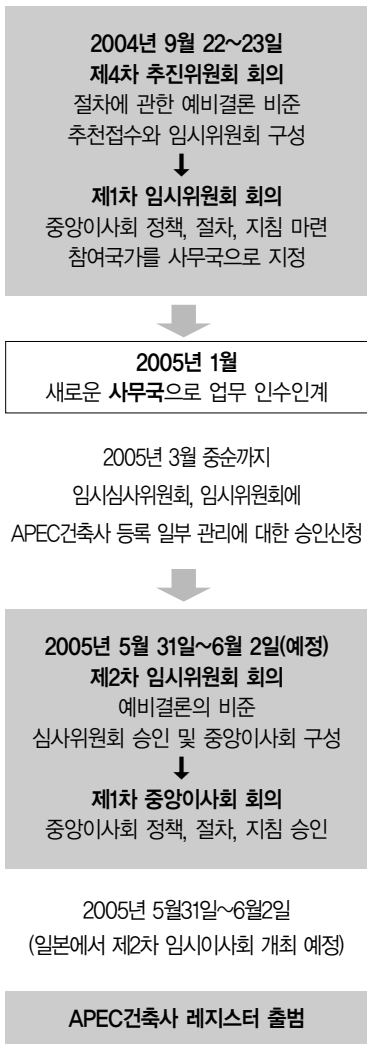 2004년 9월 22~23일
제4차 추진위원회 회의
절차에 관한 예비결론 비준
추천접수와 임시위원회 구성
제1차 임시위원회 회의
중앙이사회 정책, 절차, 지침 마련
참여국가를 사무국으로 지정
2005년 1월
새로운 사무국으로 업무 인수인계
2005년 3월 중순까지
임시심사위원회, 임시위원회에
APEC건축사 등록 일부 관리에 대한 승인신청
2005년 5월 31일~6월 2일(예정)
제2차 임시위원회 회의
예비결론의 비준
심사위원회 승인 및 중앙이사회 구성
제1차 중앙이사회 회의
중앙이사회 정책, 절차, 지침 승인
2005년 5월31일~6월2일
(일본에서 제2차 임시이사회 개최 예정)
APEC건축사 레지스터 출범